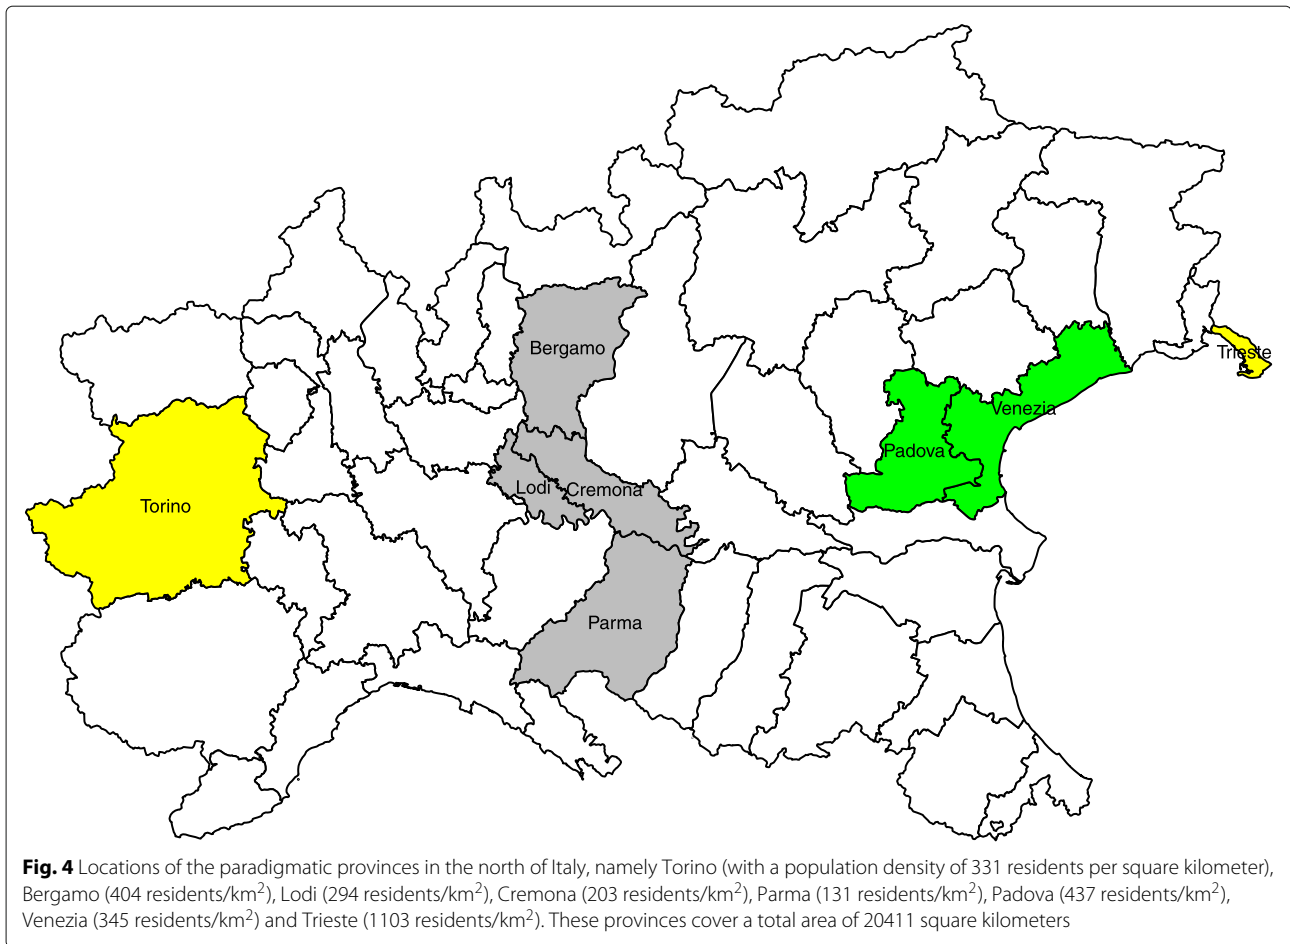 Bergamo
Trieste
Venezia
Padova
Lodi
Cremona
Torino
Parma
Fig. 4 Locations of the paradigmatic provinces in the north of Italy, namely Torino (with a population density of 331 residents per square kilometer),
Bergamo (404 residents/km²), Lodi (294 residents/km²), Cremona (203 residents/km²), Parma (131 residents/km²), Padova (437 residents/km²),
Venezia (345 residents/km²) and Trieste (1103 residents/km²). These provinces cover a total area of 20411 square kilometers